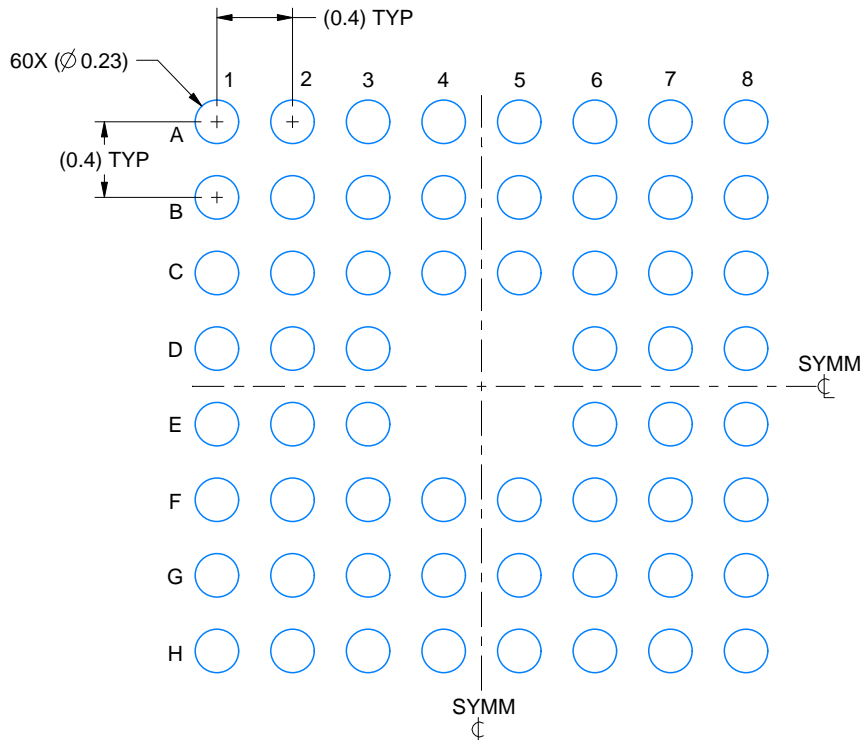 (0.4) TYP
60X (∅ 0.23)
1 2 3 4 5 6 7 8
A
(0.4) TYP
B
C
D
SYMM
℄
E
F
G
H
SYMM
℄